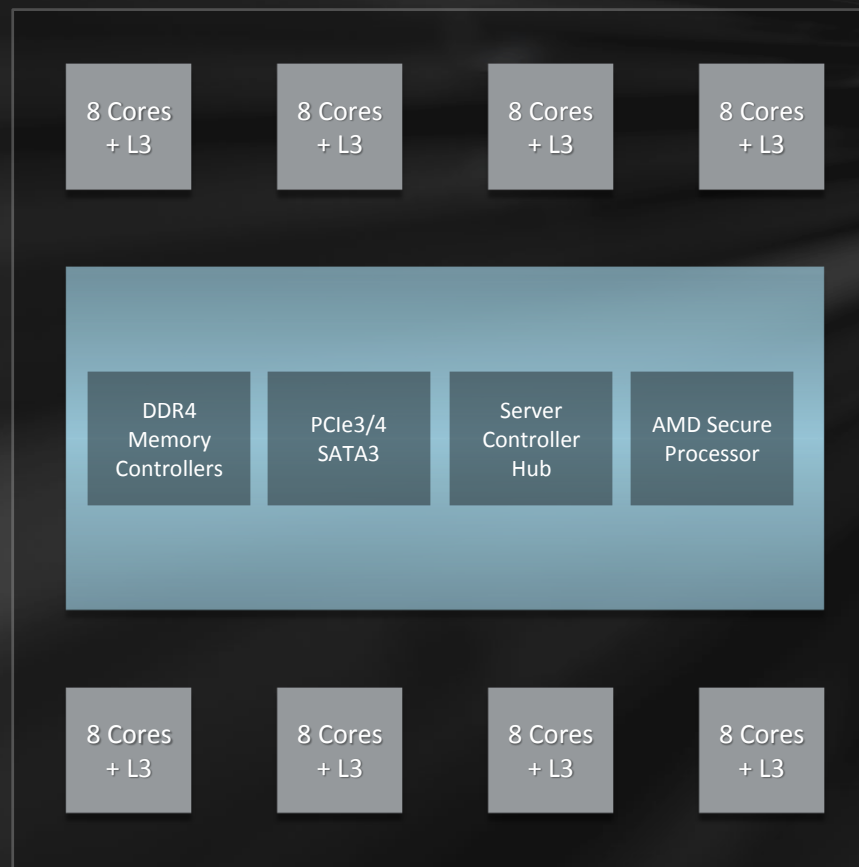 8 Cores
+ L3
8 Cores
+ L3
8 Cores
+ L3
8 Cores
+ L3
DDR4
Memory
Controllers
PCIe3/4
SATA3
Server
Controller
Hub
AMD Secure
Processor
8 Cores
+ L3
8 Cores
+ L3
8 Cores
+ L3
8 Cores
+ L3